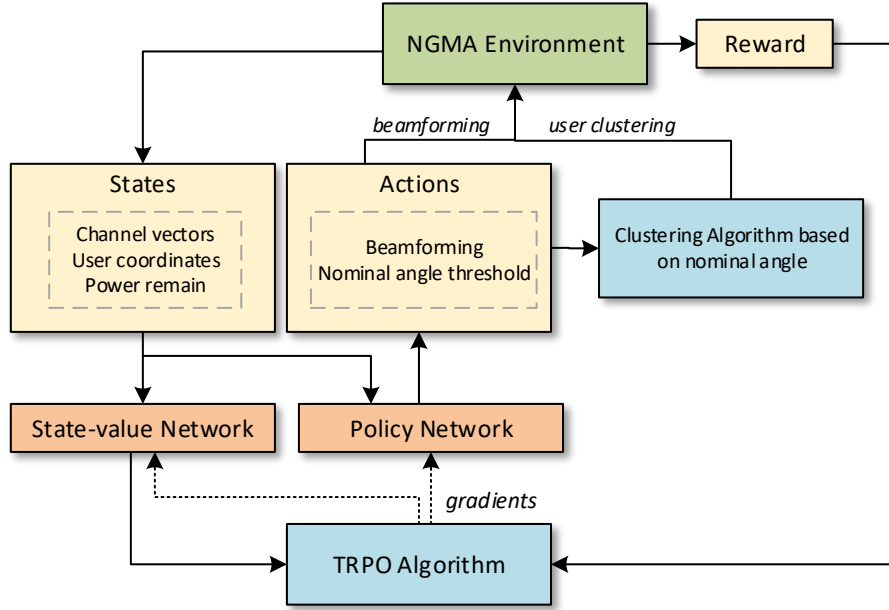 NGMA Environment
Reward
beamforming
user clustering
States
Channel vectors
User coordinates
Power remain
Actions
Beamforming
Nominal angle threshold
Clustering Algorithm based
on nominal angle
State-value Network
Policy Network
gradients
TRPO Algorithm